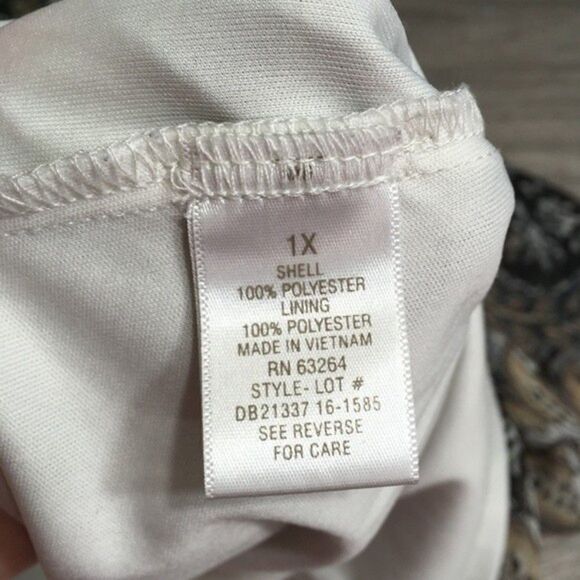 1X
SHELL
100% POLYESTER
LINING
100% POLYESTER
MADE IN VIETNAM
RN 63264
STYLE- LOT #
DB21337 16-1585
SEE REVERSE
FOR CARE